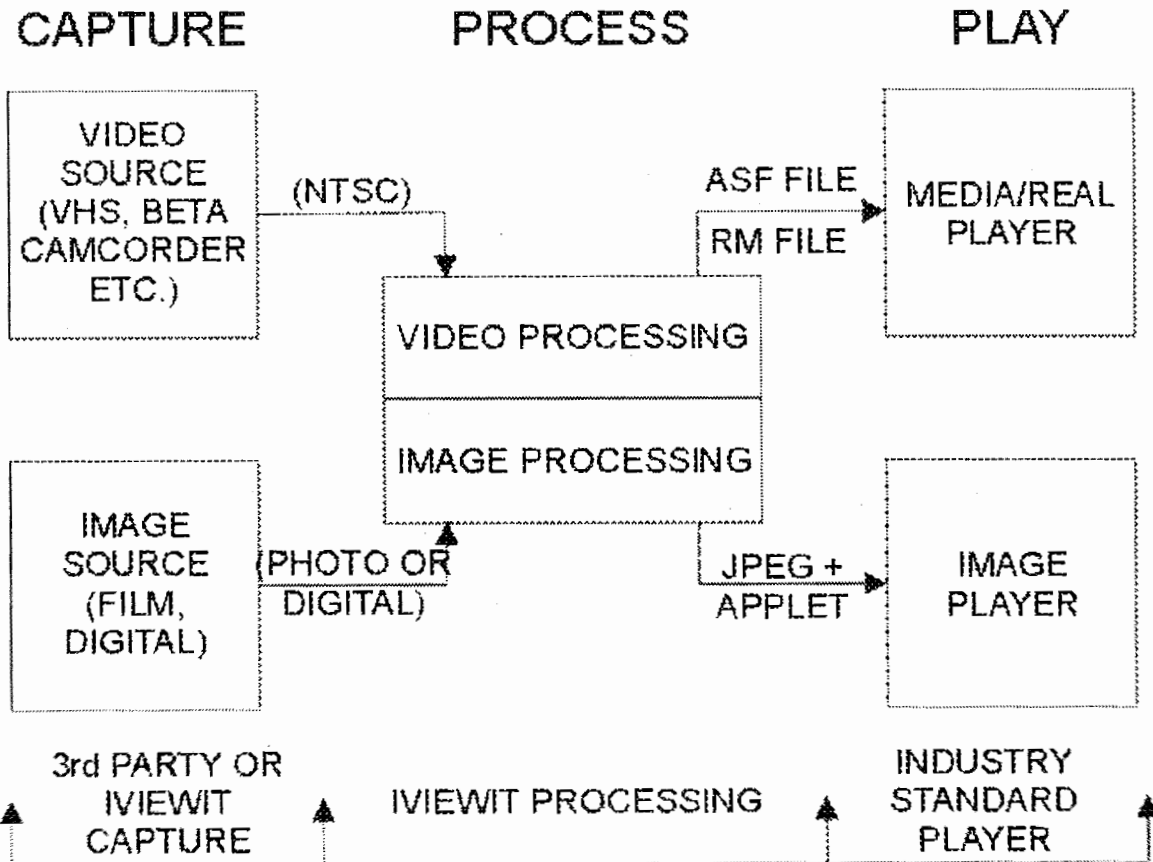 CAPTURE
PROCESS
PLAY
VIDEO
SOURCE
(VHS, BETA
CAMCORDER
ETC.)
(NTSC)
ASF FILE
RM FILE
MEDIA/REAL
PLAYER
VIDEO PROCESSING
IMAGE PROCESSING
IMAGE
SOURCE
(FILM,
DIGITAL)
(PHOTO OR
DIGITAL)
JPEG +
APPLET
IMAGE
PLAYER
3rd PARTY OR
IVIEWIT
CAPTURE
IVIEWIT PROCESSING
INDUSTRY
STANDARD
PLAYER